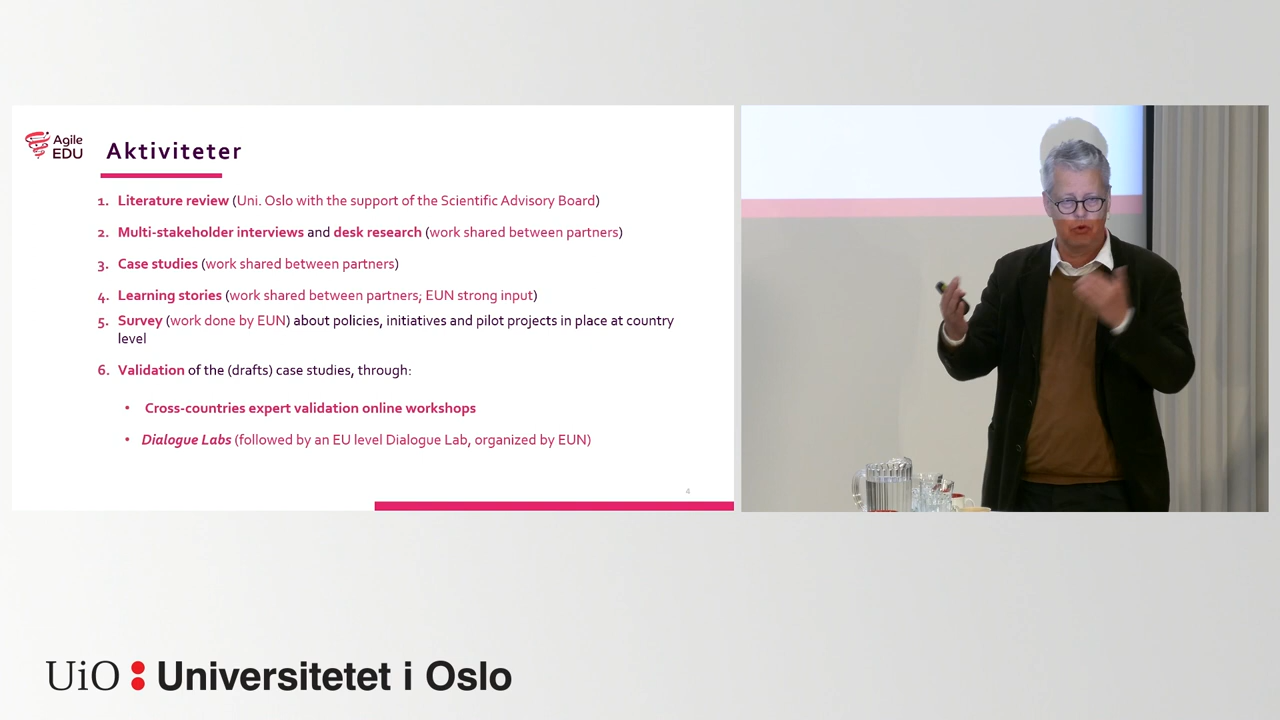 Agile
EDU
Aktiviteter
1. Literature review (Uni. Oslo with the support of the Scientific Advisory Board)
2. Multi-stakeholder interviews and desk research (work shared between partners)
3. Case studies (work shared between partners)
4. Learning stories (work shared between partners; EUN strong input)
5. Survey (work done by EUN) about policies, initiatives and pilot projects in place at country
level
6. Validation of the (drafts) case studies, through:
• Cross-countries expert validation online workshops
• Dialogue Labs (followed by an EU level Dialogue Lab, organized by EUN)
4
UiO : Universitetet i Oslo